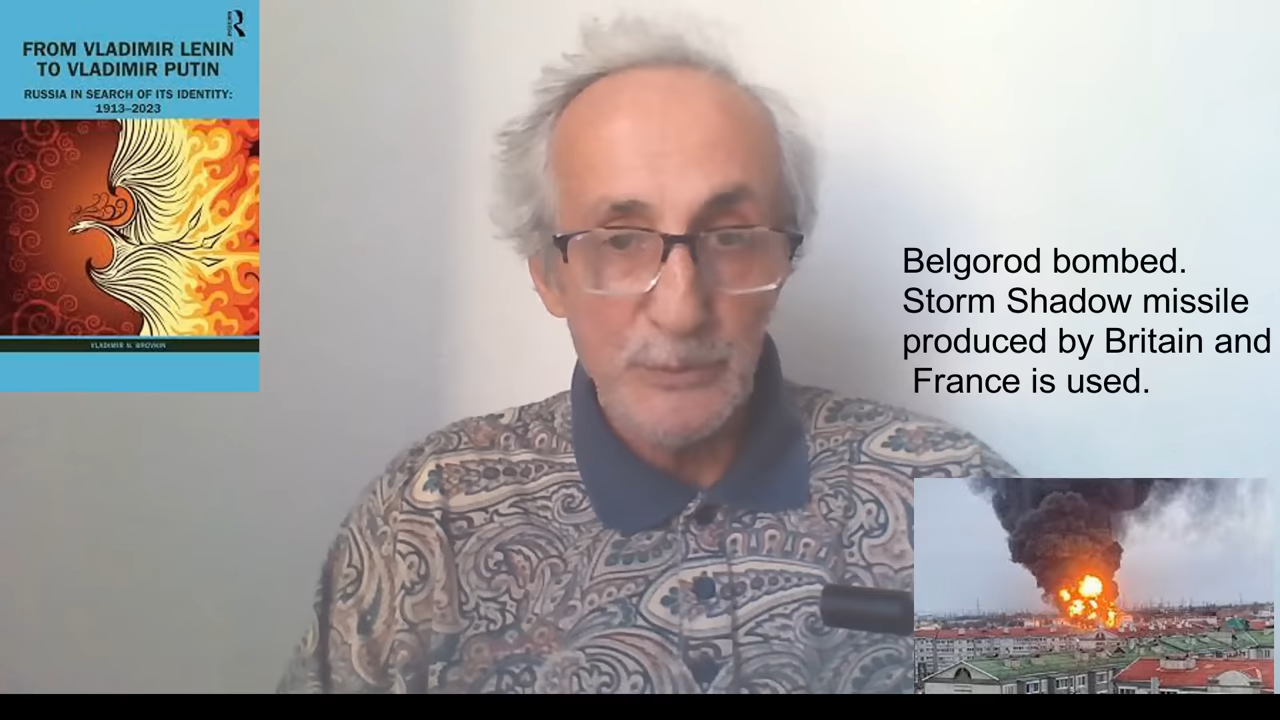 FROM VLADIMIR LENIN
TO VLADIMIR PUTIN
RUSSIA IN SEARCH OF ITS IDENTITY:
1913–2023
VLADIMIR N. BROVKIN
Belgorod bombed.
Storm Shadow missile
produced by Britain and
France is used.